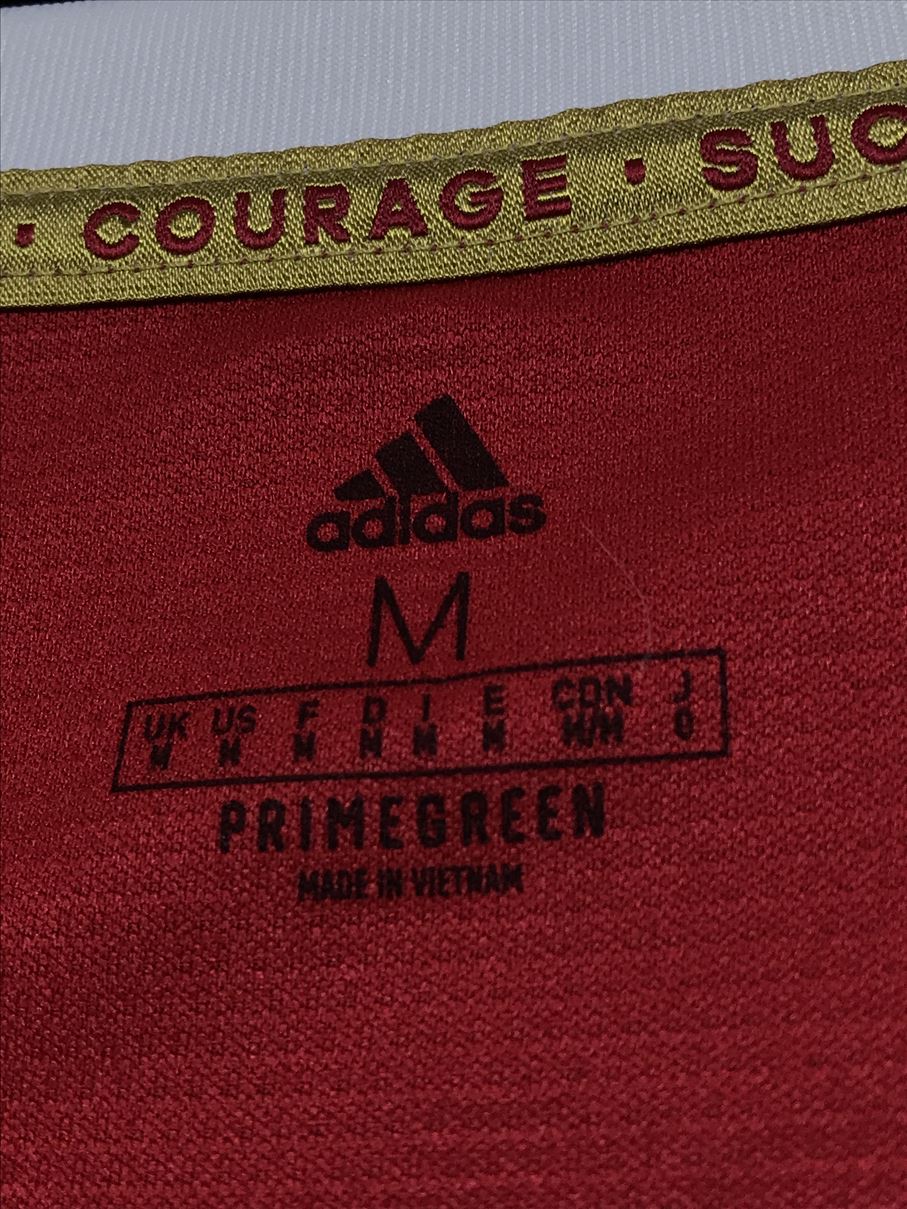 · COURAGE · SUC
adidas
M
UK US F D I E CDN J
M M M M M M M/M O
PRIMEGREEN
MADE IN VIETNAM